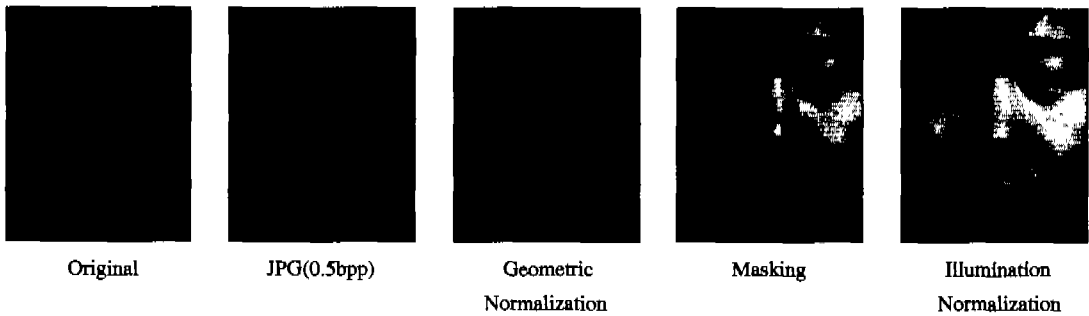 Original
JPG(0.5bpp)
Geometric
Normalization
Masking
Illumination
Normalization